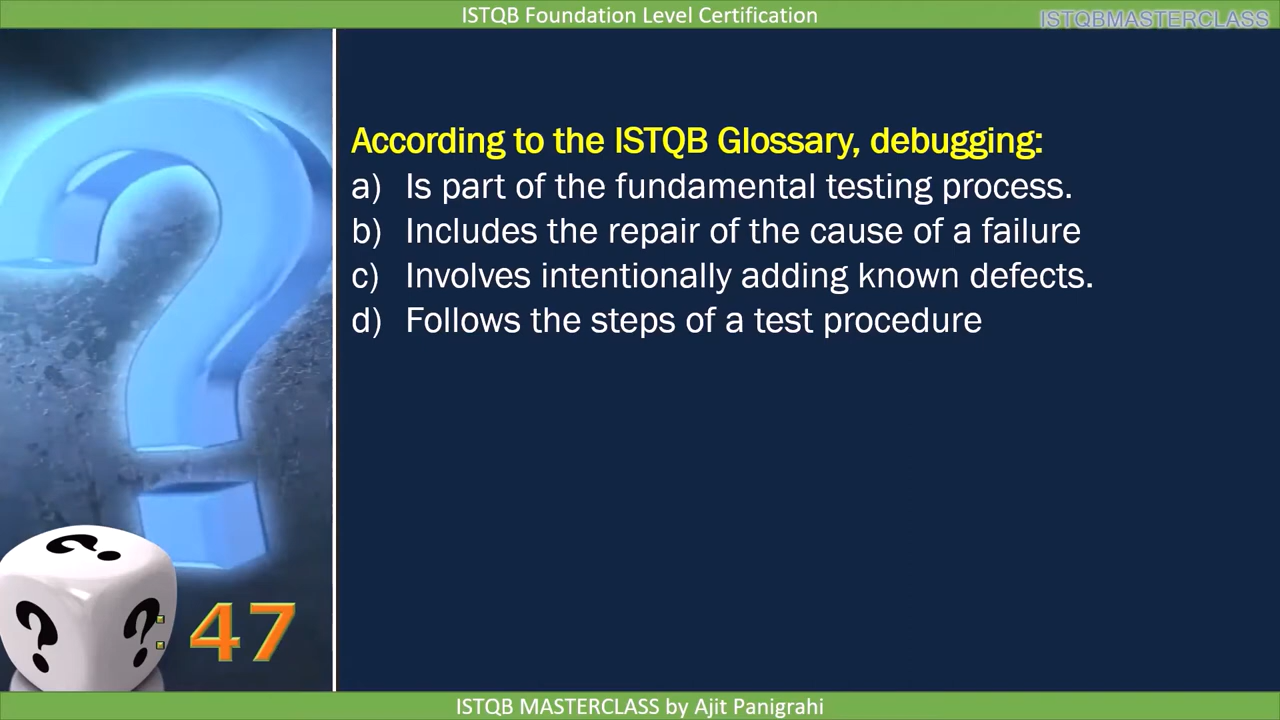 ISTQB Foundation Level Certification
ISTQBMASTERCLASS
According to the ISTQB Glossary, debugging:
a) Is part of the fundamental testing process.
b) Includes the repair of the cause of a failure
c) Involves intentionally adding known defects.
d) Follows the steps of a test procedure
47
ISTQB MASTERCLASS by Ajit Panigrahi